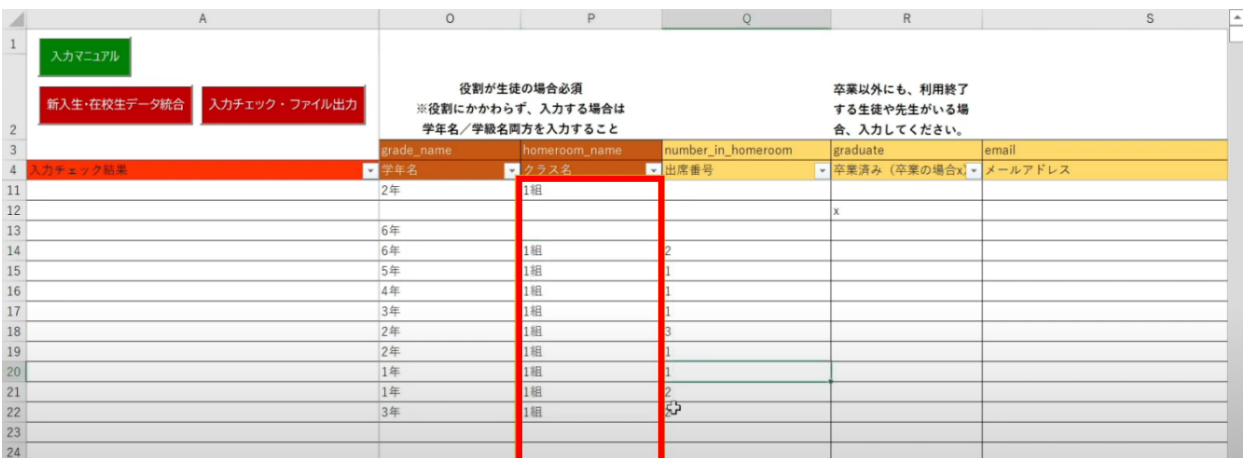 A O P Q R S
1
入力マニュアル
新入生・在校生データ統合 入力チェック・ファイル出力
役割が生徒の場合必須
※役割にかかわらず、入力する場合は
学年名／学級名両方を入力すること
卒業以外にも、利用終了
する生徒や先生がいる場
合、入力してください。
2
3 grade_name homeroom_name number_in_homeroom graduate email
4 入力チェック結果 学年名 クラス名 出席番号 卒業済み（卒業の場合x） メールアドレス
11 2年 1組
12 x
13 6年
14 6年 1組 2
15 5年 1組 1
16 4年 1組 1
17 3年 1組 1
18 2年 1組 3
19 2年 1組 1
20 1年 1組 1
21 1年 1組 2
22 3年 1組
23
24